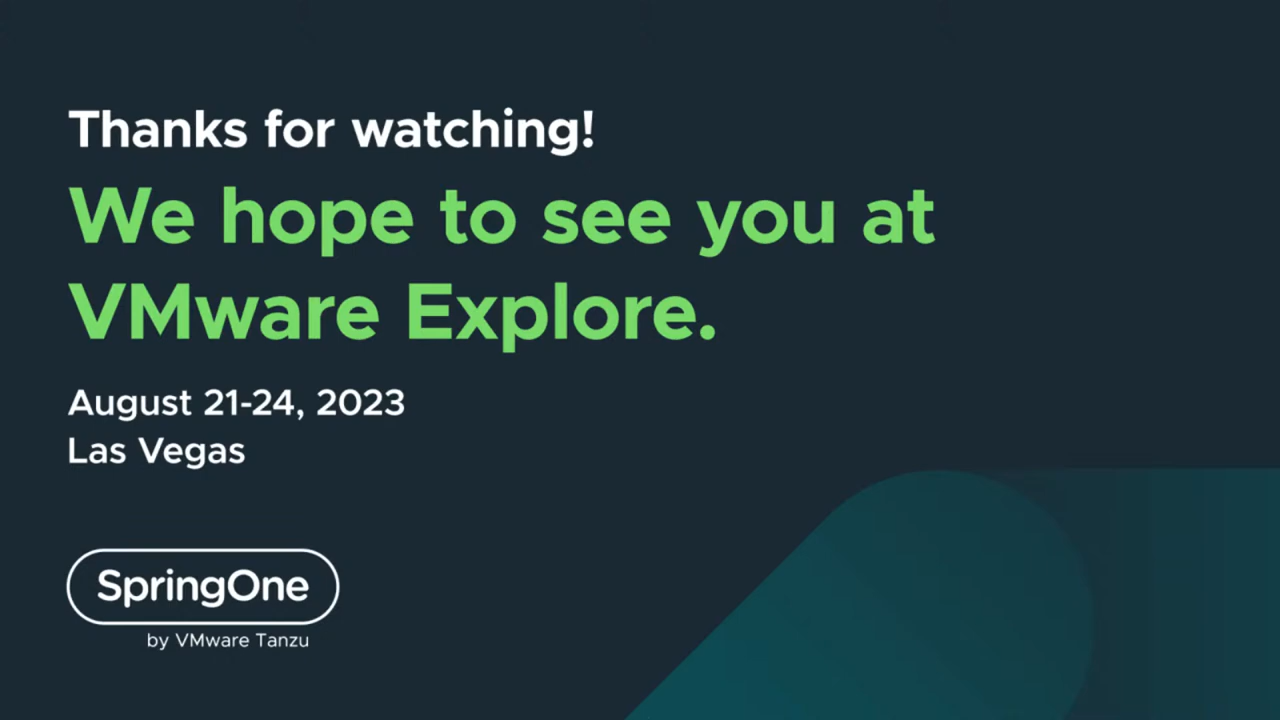 Thanks for watching!
We hope to see you at
VMware Explore.
August 21-24, 2023
Las Vegas
SpringOne
by VMware Tanzu